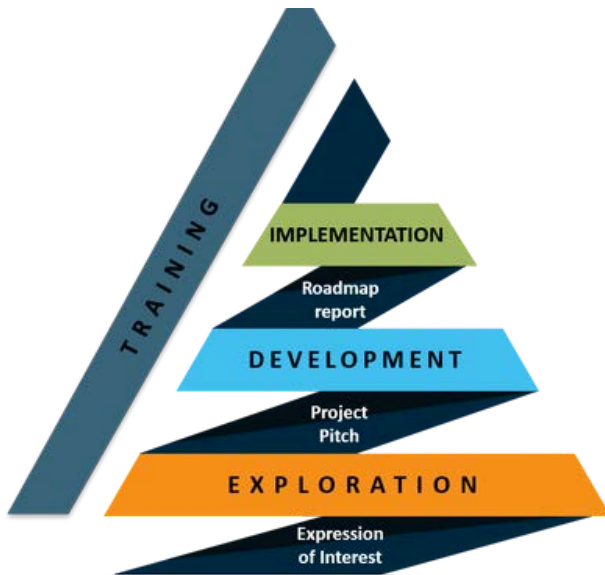 TRAINING
IMPLEMENTATION
Roadmap
report
DEVELOPMENT
Project
Pitch
EXPLORATION
Expression
of Interest